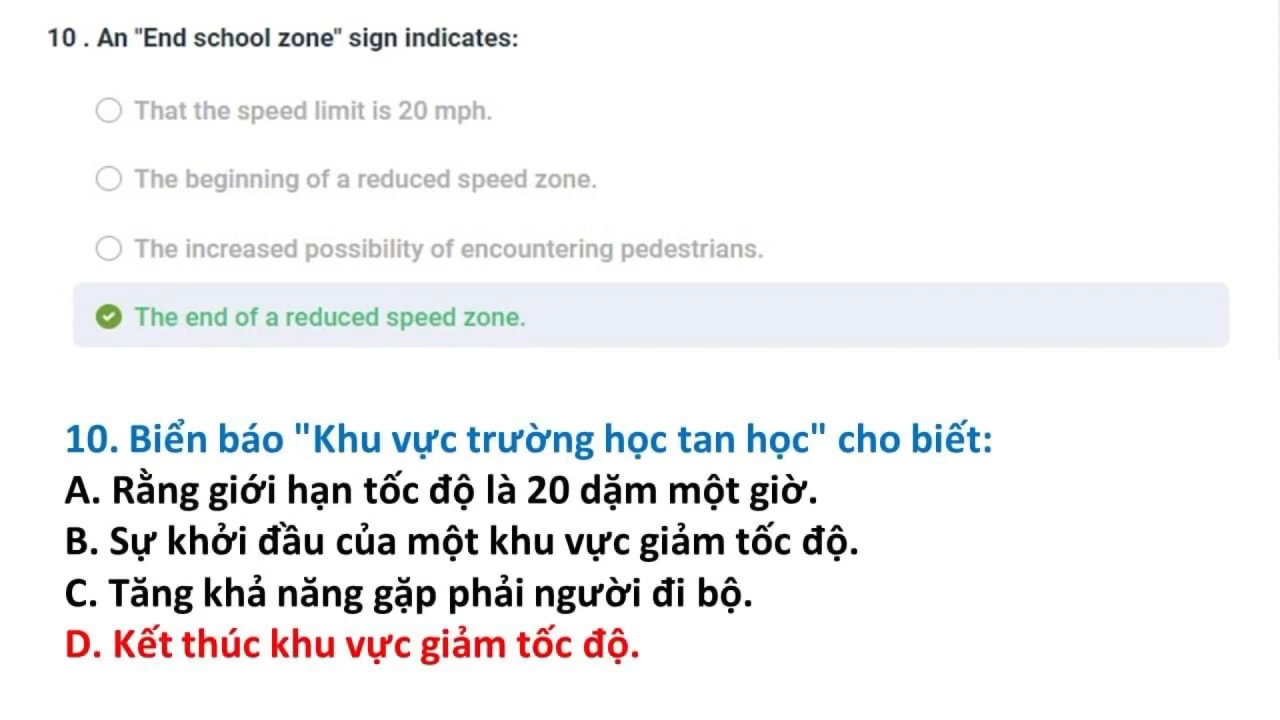 10 . An "End school zone" sign indicates:
That the speed limit is 20 mph.
The beginning of a reduced speed zone.
The increased possibility of encountering pedestrians.
The end of a reduced speed zone.
10. Biển báo "Khu vực trường học tan học" cho biết:
A. Rằng giới hạn tốc độ là 20 dặm một giờ.
B. Sự khởi đầu của một khu vực giảm tốc độ.
C. Tăng khả năng gặp phải người đi bộ.
D. Kết thúc khu vực giảm tốc độ.